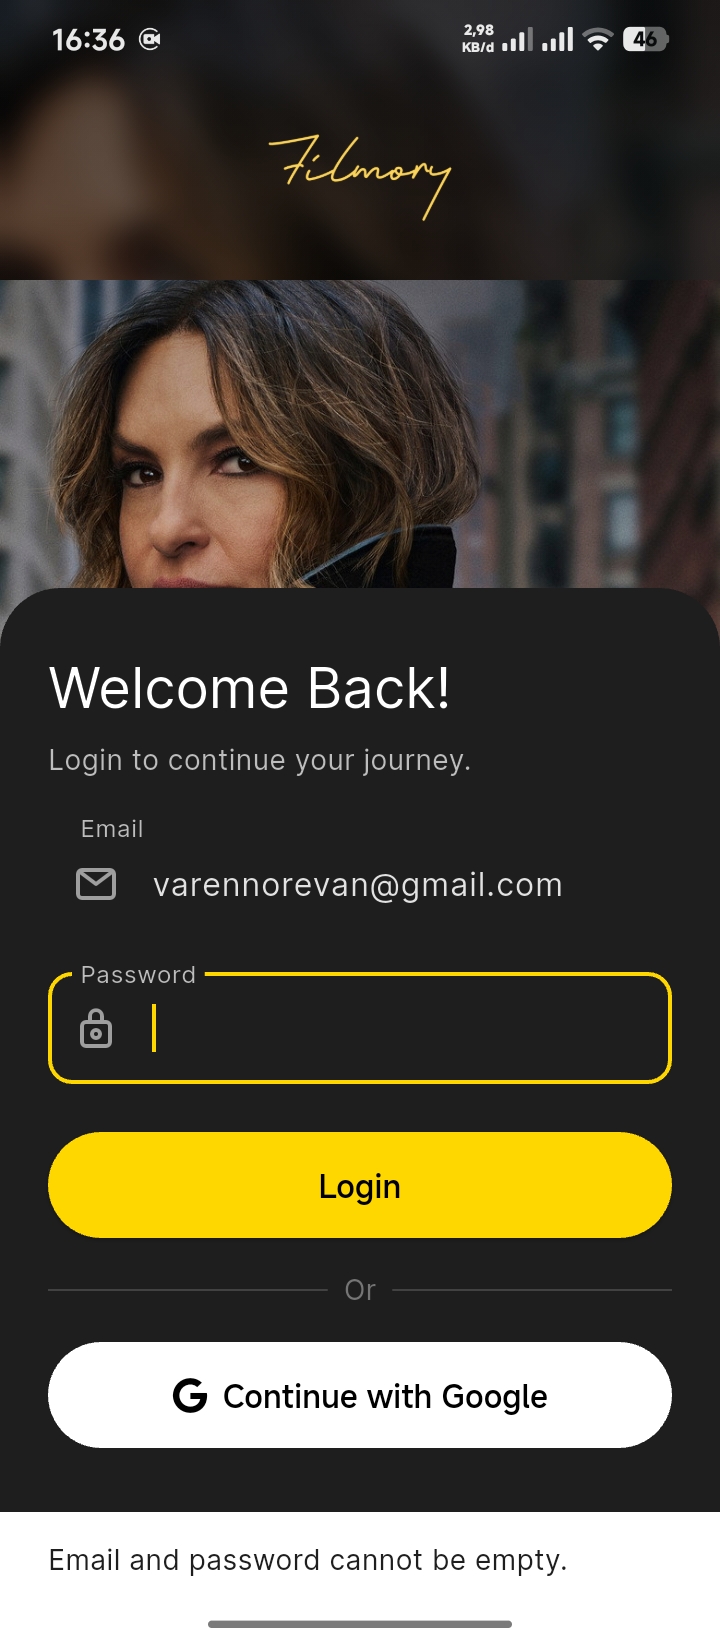 16:36
2,98
KB/d
46
Filmory
Welcome Back!
Login to continue your journey.
Email
varennorevan@gmail.com
Password
Login
Or
G Continue with Google
Email and password cannot be empty.